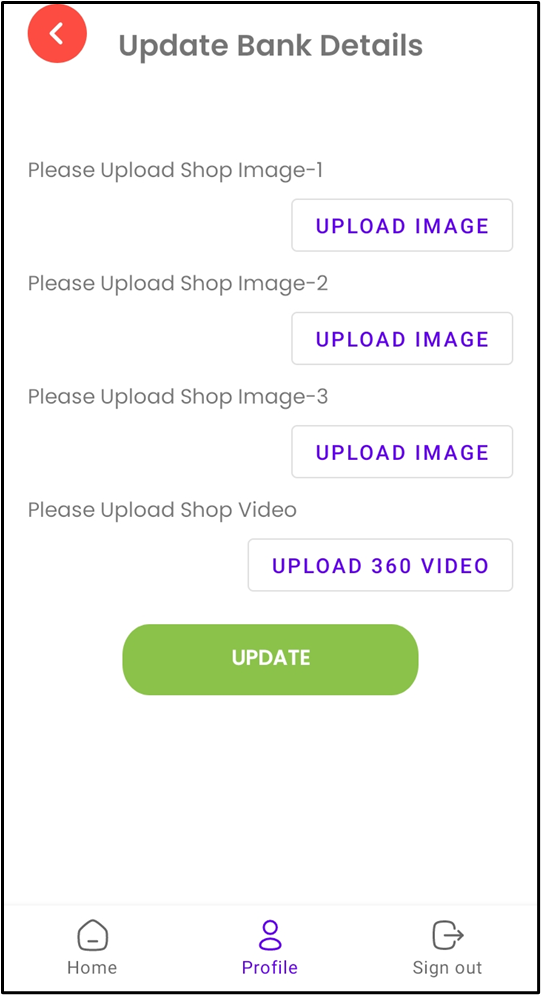 Update Bank Details
Please Upload Shop Image-1
UPLOAD IMAGE
Please Upload Shop Image-2
UPLOAD IMAGE
Please Upload Shop Image-3
UPLOAD IMAGE
Please Upload Shop Video
UPLOAD 360 VIDEO
UPDATE
Home Profile Sign out